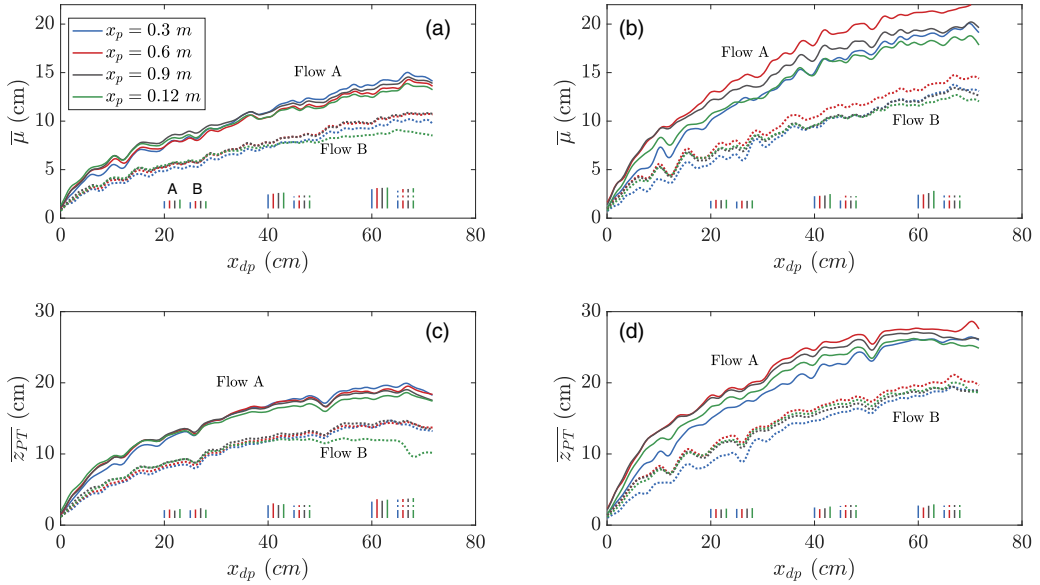 (a)
x_p = 0.3 m
x_p = 0.6 m
x_p = 0.9 m
x_p = 0.12 m
Flow A
Flow B
A B
20
15
10
5
0
μ̅ (cm)
0 20 40 60 80
x_dp (cm)
(b)
Flow A
Flow B
20
15
10
5
0
μ̅ (cm)
0 20 40 60 80
x_dp (cm)
(c)
Flow A
Flow B
30
20
10
0
z_PT (cm)
0 20 40 60 80
x_dp (cm)
(d)
Flow A
Flow B
30
20
10
0
z_PT (cm)
0 20 40 60 80
x_dp (cm)